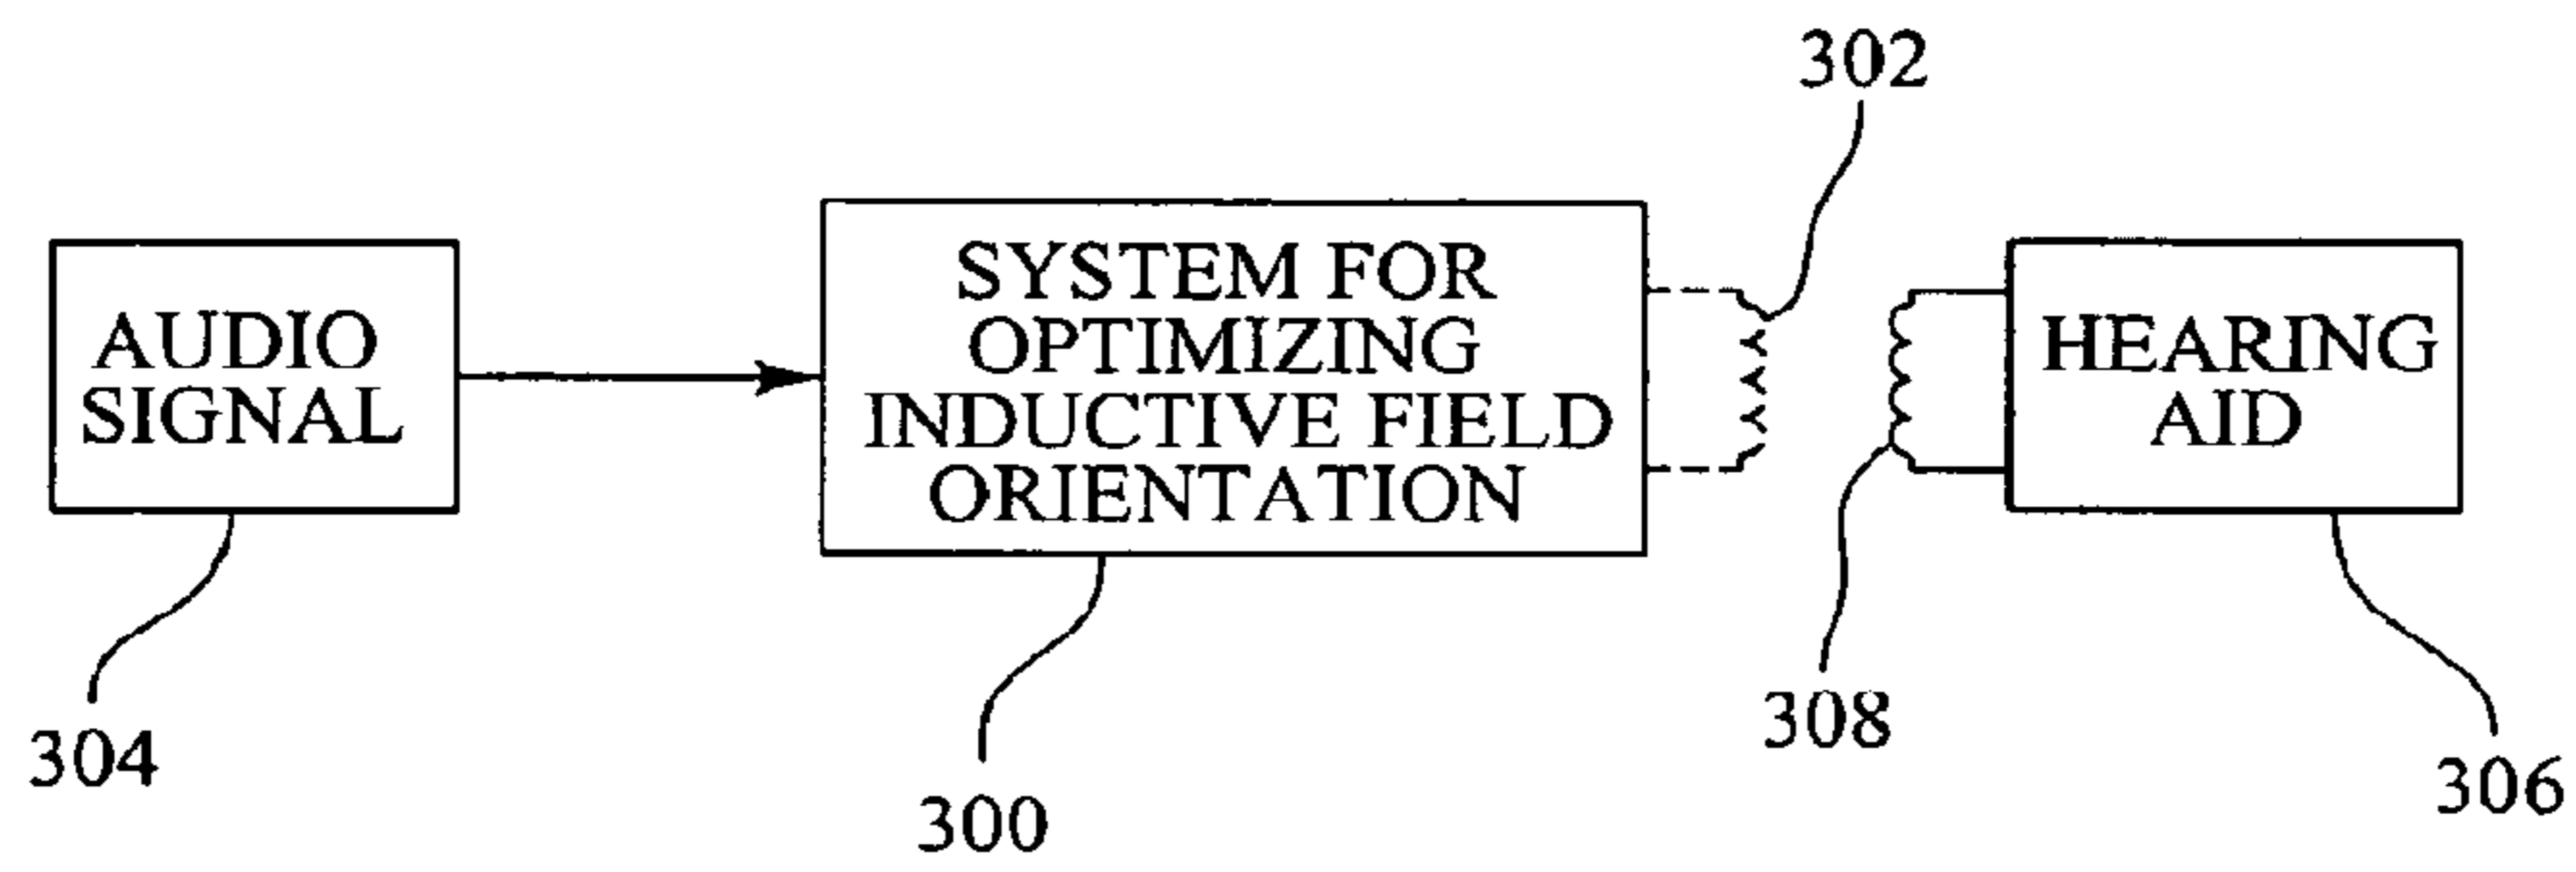 302
AUDIO
SIGNAL
SYSTEM FOR
OPTIMIZING
INDUCTIVE FIELD
ORIENTATION
HEARING
AID
304
300
308
306